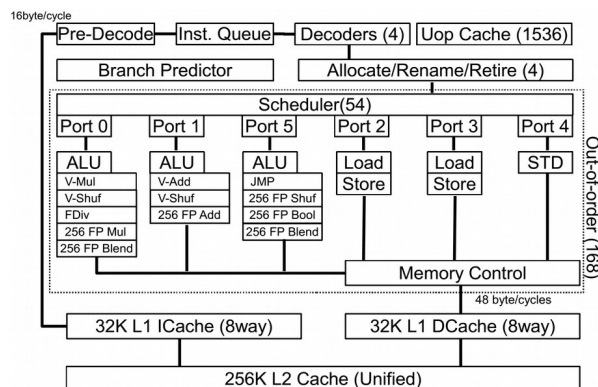 16byte/cycle
Pre-Decode
Inst. Queue
Decoders (4)
Uop Cache (1536)
Branch Predictor
Allocate/Rename/Retire (4)
Scheduler(54)
Port 0
Port 1
Port 5
Port 2
Port 3
Port 4
ALU
V-Mul
V-Shuf
FDiv
256 FP Mul
256 FP Blend
ALU
V-Add
V-Shuf
256 FP Add
ALU
JMP
256 FP Shuf
256 FP Bool
256 FP Blend
Load
Store
Load
Store
STD
Out-of-order (168)
Memory Control
48 byte/cycles
32K L1 ICache (8way)
32K L1 DCache (8way)
256K L2 Cache (Unified)